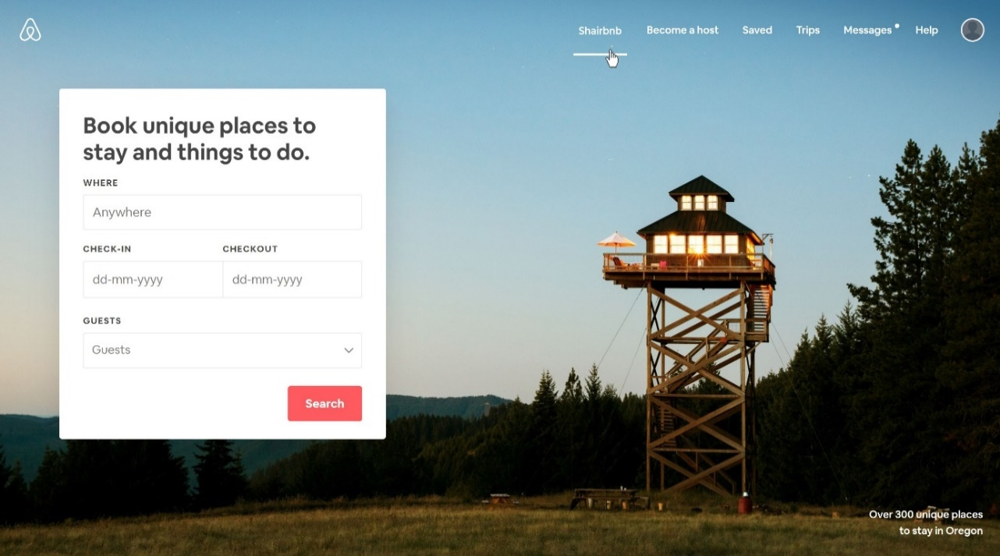 Shairbnb Become a host Saved Trips Messages Help
Book unique places to
stay and things to do.
WHERE
Anywhere
CHECK-IN CHECKOUT
dd-mm-yyyy dd-mm-yyyy
GUESTS
Guests
Search
Over 300 unique places
to stay in Oregon